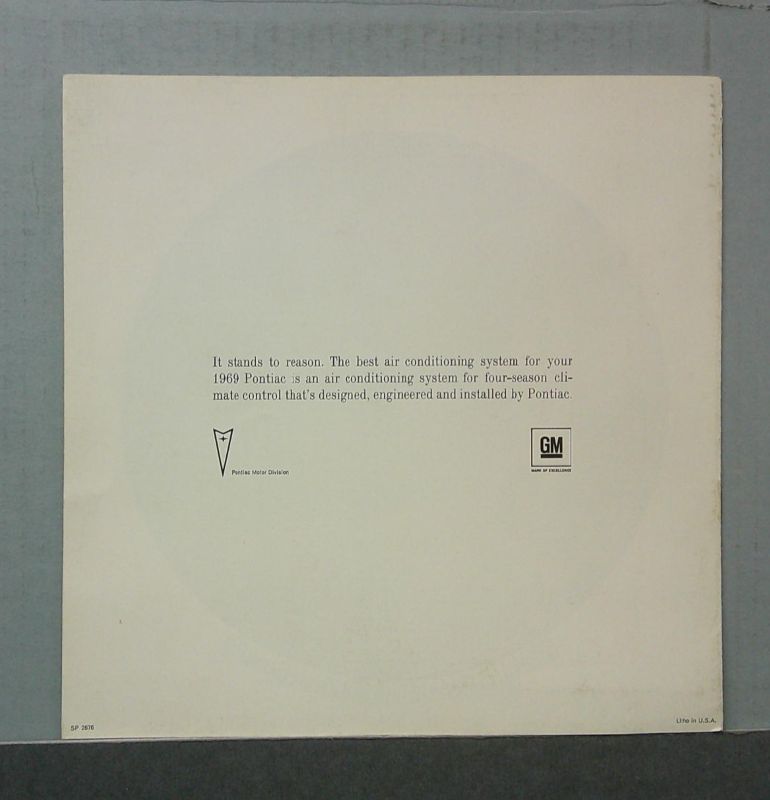 It stands to reason. The best air conditioning system for your
1969 Pontiac is an air conditioning system for four-season cli-
mate control that's designed, engineered and installed by Pontiac.
Pontiac Motor Division
GM
MARK OF EXCELLENCE
SP 2676
Litho in U.S.A.